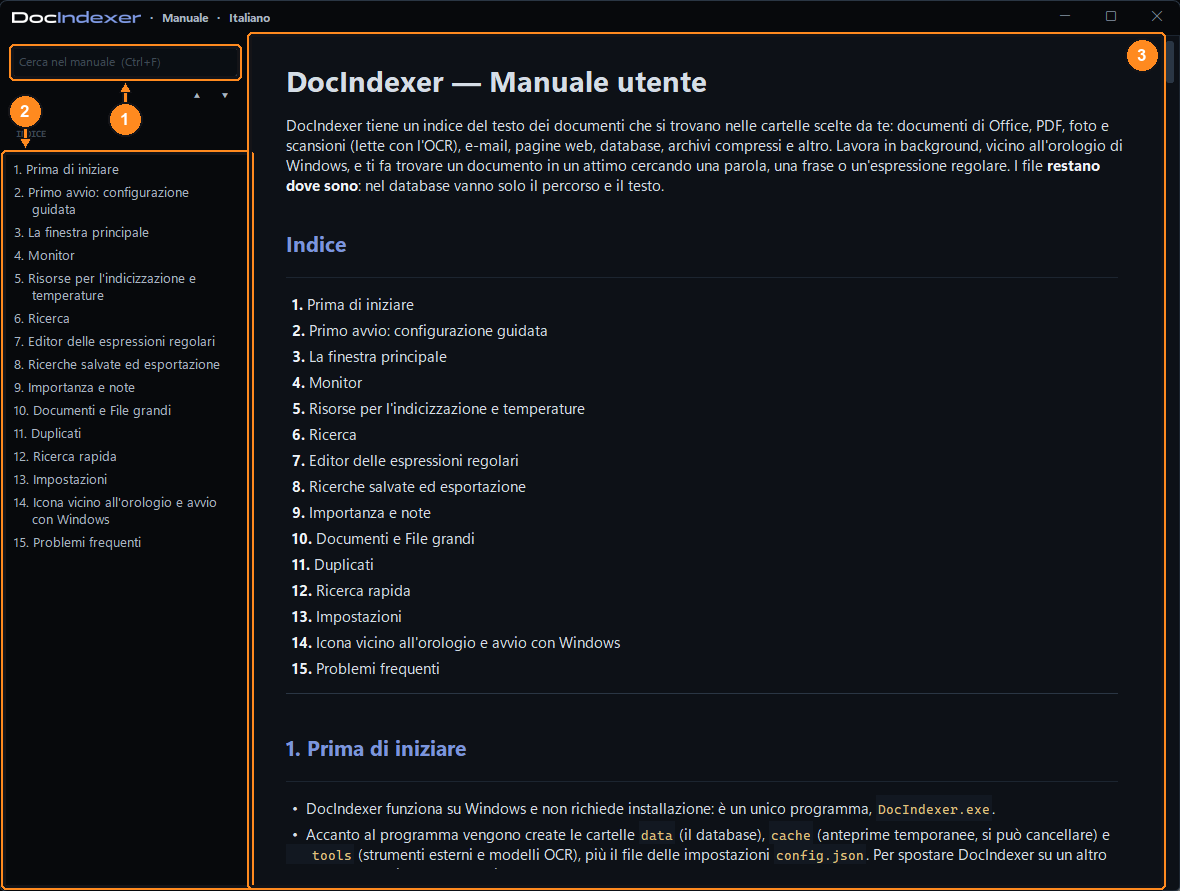 DocIndexer · Manuale · Italiano
Cerca nel manuale (Ctrl+F)
1
2
3
INDICE
1. Prima di iniziare
2. Primo avvio: configurazione
guidata
3. La finestra principale
4. Monitor
5. Risorse per l'indicizzazione e
temperature
6. Ricerca
7. Editor delle espressioni regolari
8. Ricerche salvate ed esportazione
9. Importanza e note
10. Documenti e File grandi
11. Duplicati
12. Ricerca rapida
13. Impostazioni
14. Icona vicino all'orologio e avvio
con Windows
15. Problemi frequenti
DocIndexer — Manuale utente
DocIndexer tiene un indice del testo dei documenti che si trovano nelle cartelle scelte da te: documenti di Office, PDF, foto e
scansioni (lette con l'OCR), e-mail, pagine web, database, archivi compressi e altro. Lavora in background, vicino all'orologio di
Windows, e ti fa trovare un documento in un attimo cercando una parola, una frase o un'espressione regolare. I file restano
dove sono: nel database vanno solo il percorso e il testo.
Indice
1. Prima di iniziare
2. Primo avvio: configurazione guidata
3. La finestra principale
4. Monitor
5. Risorse per l'indicizzazione e temperature
6. Ricerca
7. Editor delle espressioni regolari
8. Ricerche salvate ed esportazione
9. Importanza e note
10. Documenti e File grandi
11. Duplicati
12. Ricerca rapida
13. Impostazioni
14. Icona vicino all'orologio e avvio con Windows
15. Problemi frequenti
1. Prima di iniziare
• DocIndexer funziona su Windows e non richiede installazione: è un unico programma, DocIndexer.exe.
• Accanto al programma vengono create le cartelle data (il database), cache (anteprime temporanee, si può cancellare) e
tools (strumenti esterni e modelli OCR), più il file delle impostazioni config.json. Per spostare DocIndexer su un altro